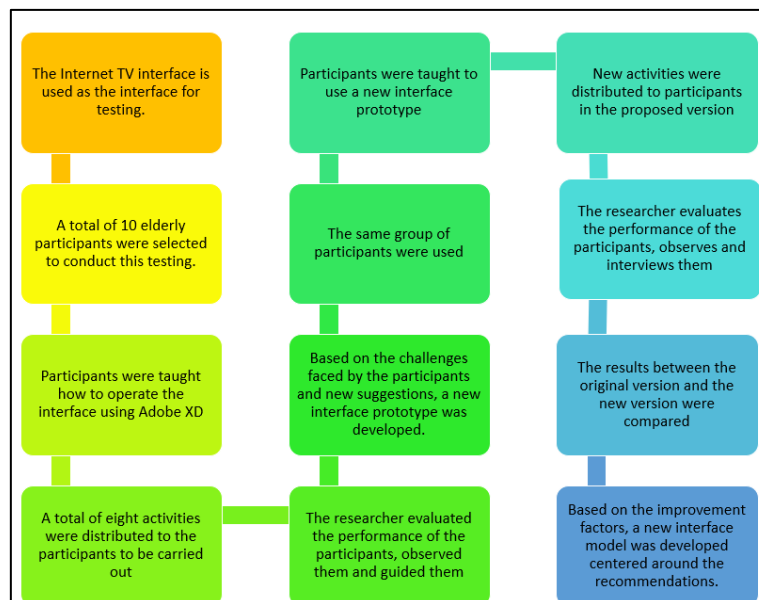 The Internet TV interface is
used as the interface for
testing.
A total of 10 elderly
participants were selected
to conduct this testing.
Participants were taught
how to operate the
interface using Adobe XD
A total of eight activities
were distributed to the
participants to be carried
out
The researcher evaluated
the performance of the
participants, observed
them and guided them
Based on the challenges
faced by the participants
and new suggestions, a new
interface prototype was
developed.
The same group of
participants were used
Participants were taught to
use a new interface
prototype
New activities were
distributed to participants
in the proposed version
The researcher evaluates
the performance of the
participants, observes and
interviews them
The results between the
original version and the
new version were
compared
Based on the improvement
factors, a new interface
model was developed
centered around the
recommendations.